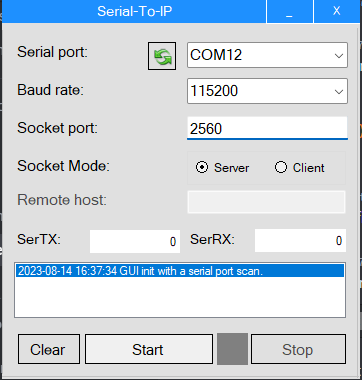 Serial-To-IP _ X
Serial port: COM12
Baud rate: 115200
Socket port: 2560
Socket Mode: Server Client
Remote host:
SerTX: 0 SerRX: 0
2023-08-14 16:37:34 GUI init with a serial port scan.
Clear Start Stop